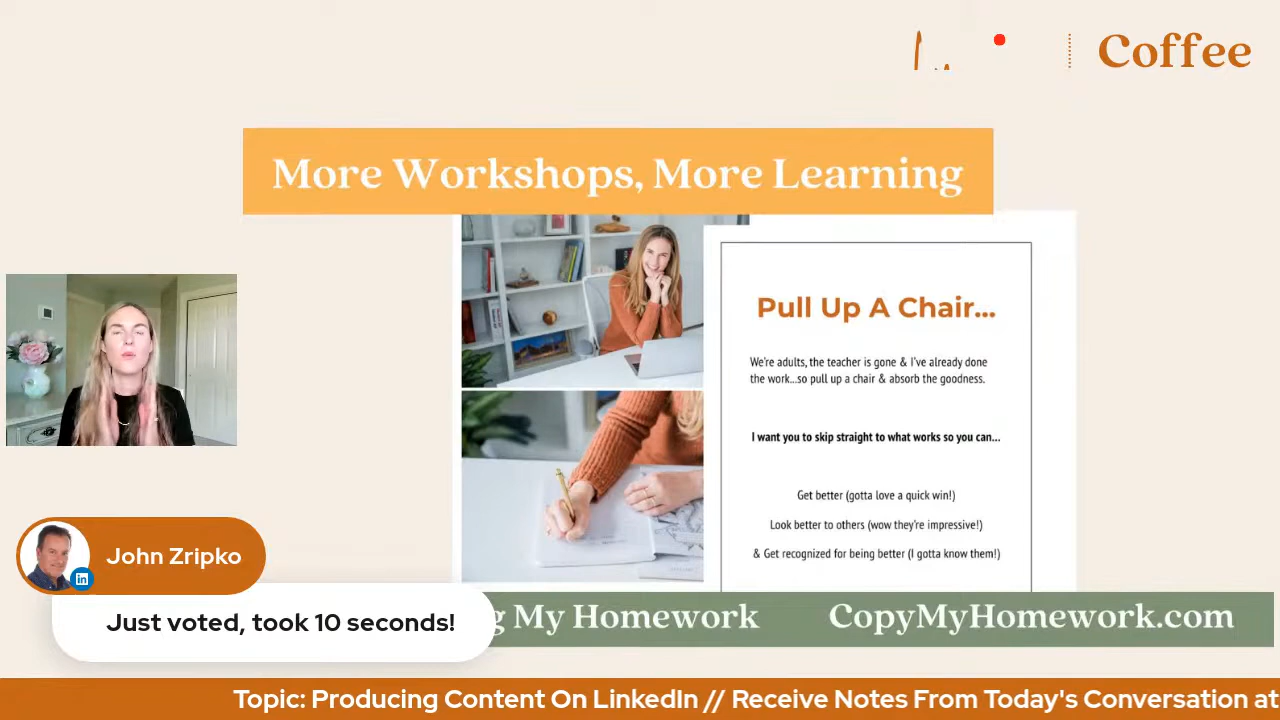 Coffee
More Workshops, More Learning
Pull Up A Chair...
We're adults, the teacher is gone & I've already done
the work...so pull up a chair & absorb the goodness.
I want you to skip straight to what works so you can...
Get better (gotta love a quick win!)
Look better to others (wow they're impressive!)
& Get recognized for being better (I gotta know them!)
John Zripko
in
Just voted, took 10 seconds!
My Homework CopyMyHomework.com
Topic: Producing Content On LinkedIn // Receive Notes From Today's Conversation at